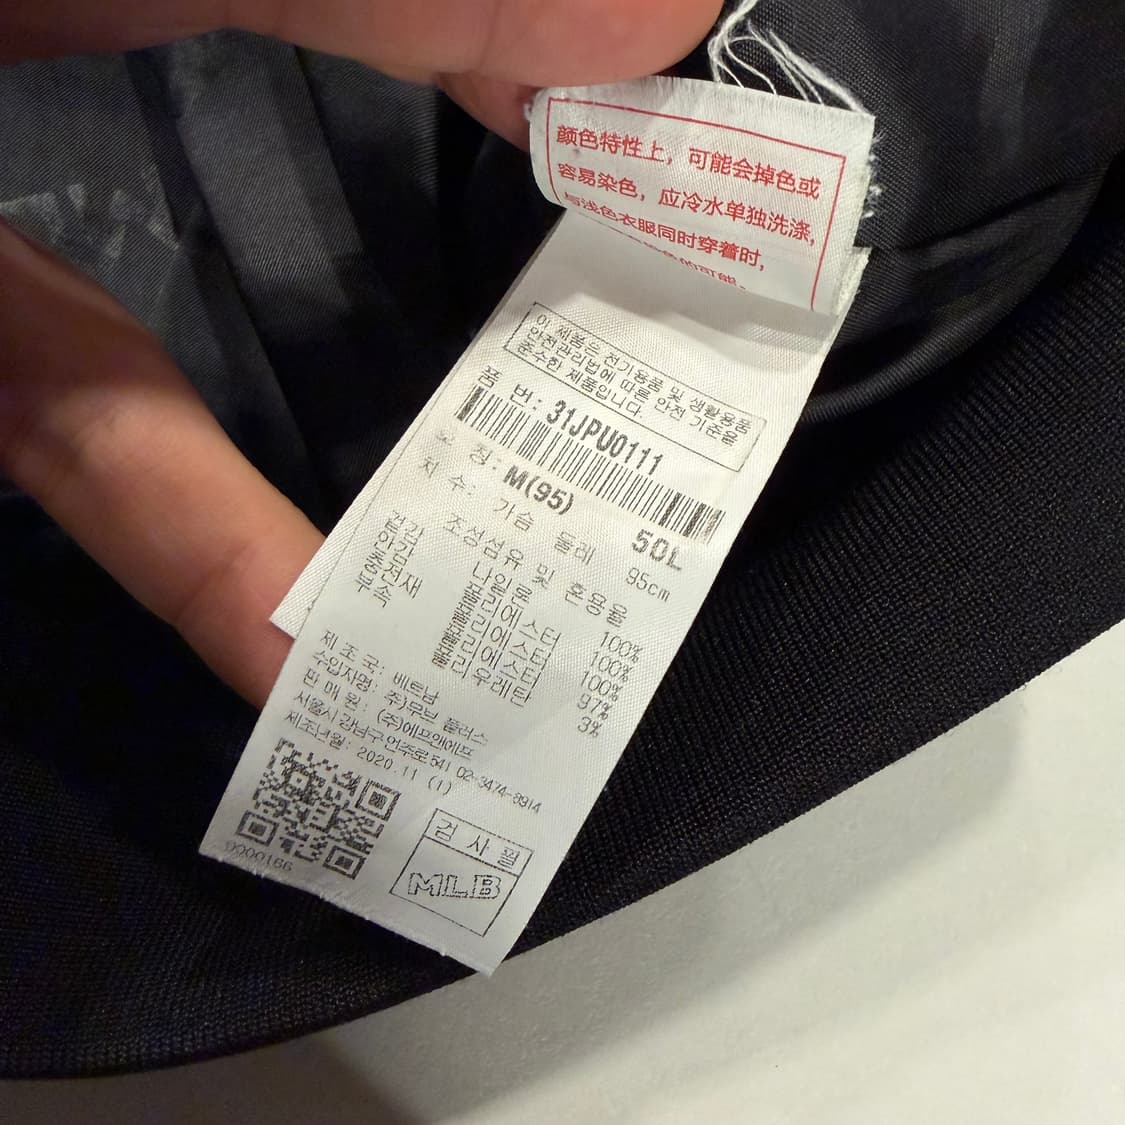 颜色特性上，可能会掉色或
容易染色，应冷水单独洗涤，
与浅色衣服同时穿着时，
的可能。
이 제품은 전기용품 및 생활용품
안전관리법에 따른 안전 기준을
준수한 제품입니다.
품 번: 31JPU0111
호 칭: M(95) 50L
치 수: 가슴 둘레 95cm
조성섬유 및 혼용율
겉감 나일론 100%
안감 폴리에스터 100%
충전재 폴리에스터 100%
부속 폴리에스터 97%
폴리우레탄 3%
제 조 국: 베트남
수입자명: 주)무브 플러스
판 매 원: (주)에프앤에프
서울시 강남구 언주로 541 02-3474-8914
제조년월: 2020.11 (1)
0000166
검 사 필
MLB